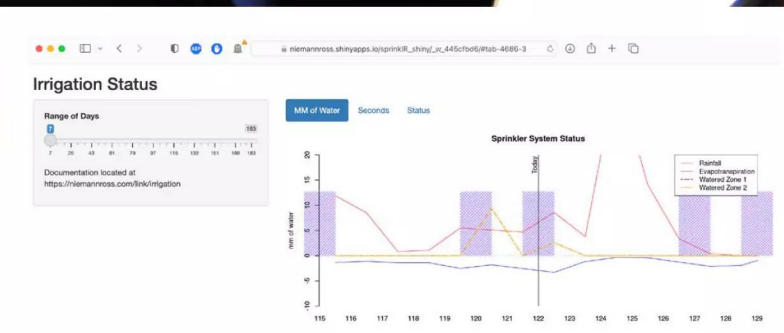 niemannross.shinyapps.io/sprinklR_shiny/_w_445cfbd6/#tab-4686-3
Irrigation Status
Range of Days
7 183
7 25 43 61 79 97 115 133 151 169 183
Documentation located at
https://niemannross.com/link/irrigation
MM of Water Seconds Status
Sprinkler System Status
Today
Rainfall
Evapotranspiration
Watered Zone 1
Watered Zone 2
mm of water
20
15
10
5
0
-5
-10
115 116 117 118 119 120 121 122 123 124 125 126 127 128 129